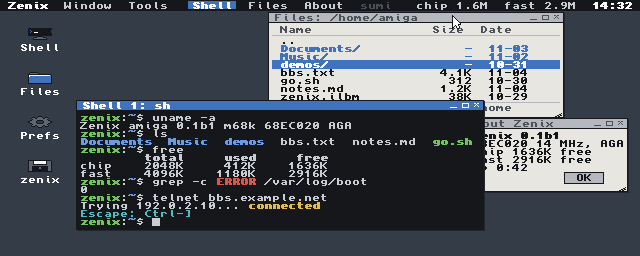 Zenix Window Tools Shell Files About sumi chip 1.6M fast 2.9M 14:32
Shell
Files
Prefs
zenix
Files: /home/amiga
Name Size Date
..
Documents/ - 11-03
Music/ - 11-02
demos/ - 10-31
bbs.txt 4.1K 11-04
go.sh 312 10-30
notes.md 1.2K 11-04
zenix.ilbm 38K 10-29
home
Shell 1: sh
zenix:~$ uname -a
Zenix amiga 0.1b1 m68k 68EC020 AGA
zenix:~$ ls
Documents Music demos bbs.txt notes.md go.sh
zenix:~$ free
total used free
chip 2048K 412K 1636K
fast 4096K 1180K 2916K
zenix:~$ grep -c ERROR /var/log/boot
0
zenix:~$ telnet bbs.example.net
Trying 192.0.2.10... connected
Escape: Ctrl-]
zenix:~$
out Zenix
enix 0.1b1
EC020 14 MHz, AGA
ip 1636K free
st 2916K free
0:42
OK